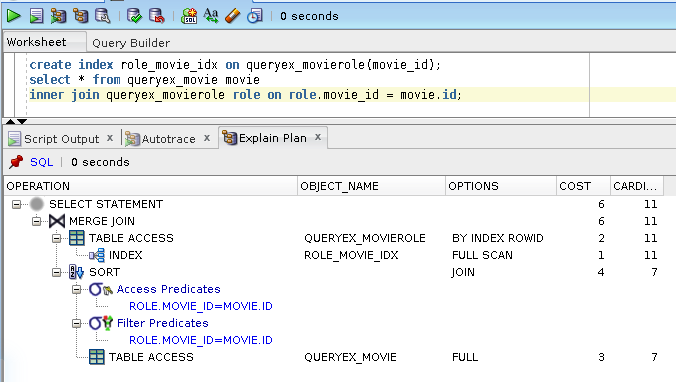 0 seconds
Worksheet Query Builder
create index role_movie_idx on queryex_movierole(movie_id);
select * from queryex_movie movie
inner join queryex_movierole role on role.movie_id = movie.id;
Script Output x Autotrace x Explain Plan x
SQL | 0 seconds
OPERATION OBJECT_NAME OPTIONS COST CARDI...
SELECT STATEMENT 6 11
MERGE JOIN 6 11
TABLE ACCESS QUERYEX_MOVIEROLE BY INDEX ROWID 2 11
INDEX ROLE_MOVIE_IDX FULL SCAN 1 11
SORT JOIN 4 7
Access Predicates
ROLE.MOVIE_ID=MOVIE.ID
Filter Predicates
ROLE.MOVIE_ID=MOVIE.ID
TABLE ACCESS QUERYEX_MOVIE FULL 3 7